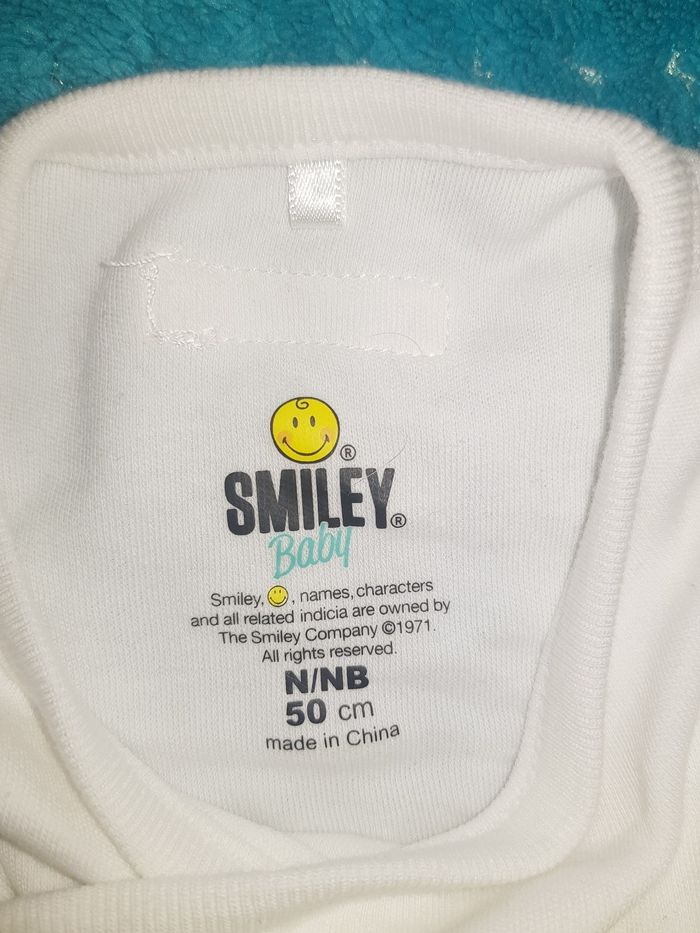 ®
SMILEY®
Baby
Smiley, , names, characters
and all related indicia are owned by
The Smiley Company ©1971.
All rights reserved.
N/NB
50 cm
made in China